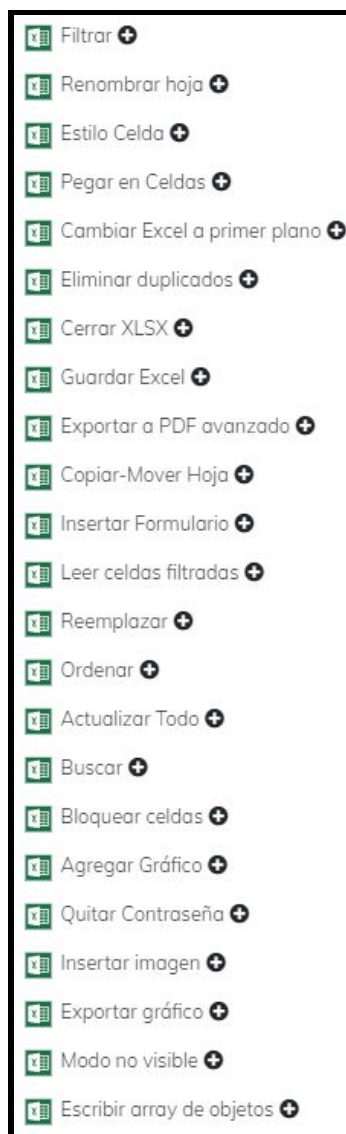 Filtrar
Renombrar hoja
Estilo Celda
Pegar en Celdas
Cambiar Excel a primer plano
Eliminar duplicados
Cerrar XLSX
Guardar Excel
Exportar a PDF avanzado
Copiar-Mover Hoja
Insertar Formulario
Leer celdas filtradas
Reemplazar
Ordenar
Actualizar Todo
Buscar
Bloquear celdas
Agregar Gráfico
Quitar Contraseña
Insertar imagen
Exportar gráfico
Modo no visible
Escribir array de objetos